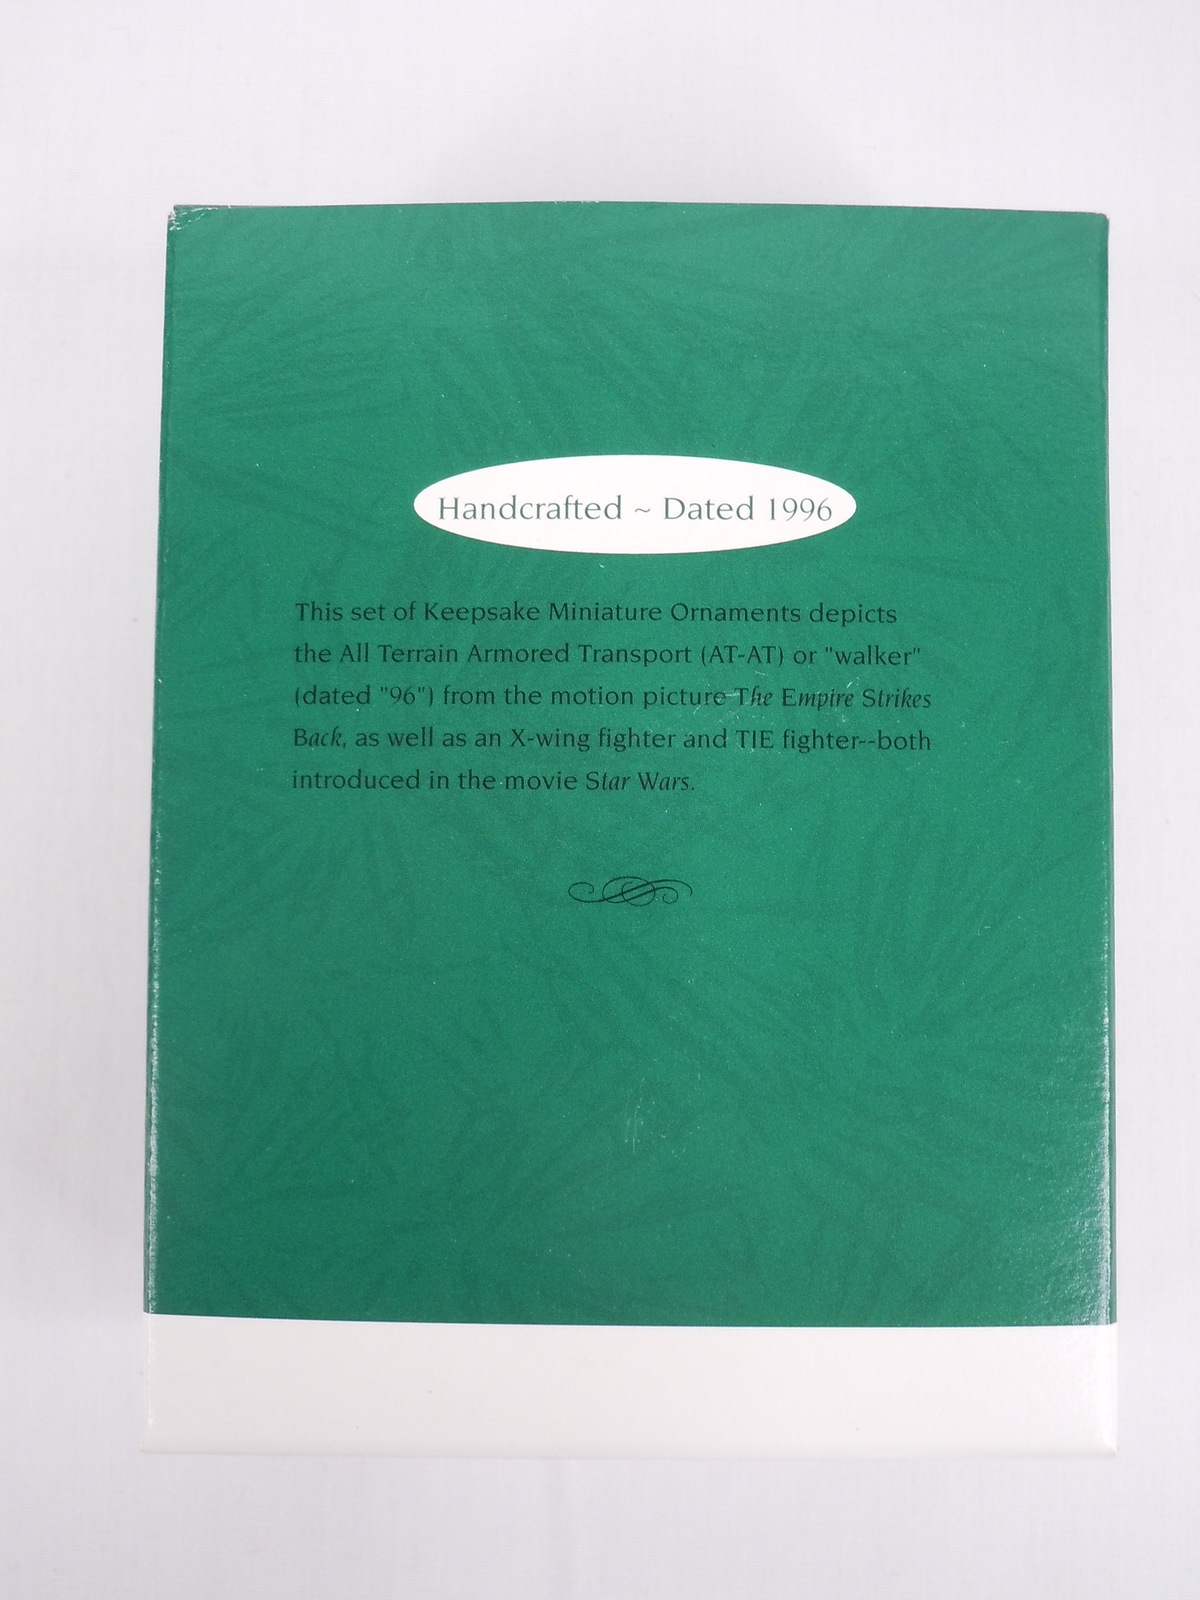 Handcrafted ~ Dated 1996
This set of Keepsake Miniature Ornaments depicts
the All Terrain Armored Transport (AT-AT) or "walker"
(dated "96") from the motion picture The Empire Strikes
Back, as well as an X-wing fighter and TIE fighter--both
introduced in the movie Star Wars.